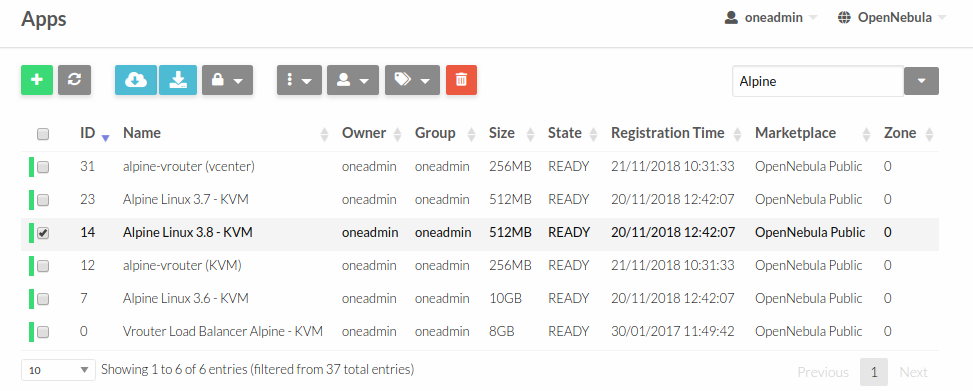 Apps oneadmin OpenNebula
Alpine
ID Name Owner Group Size State Registration Time Marketplace Zone
31 alpine-vrouter (vcenter) oneadmin oneadmin 256MB READY 21/11/2018 10:31:33 OpenNebula Public 0
23 Alpine Linux 3.7 - KVM oneadmin oneadmin 512MB READY 20/11/2018 12:42:07 OpenNebula Public 0
14 Alpine Linux 3.8 - KVM oneadmin oneadmin 512MB READY 20/11/2018 12:42:07 OpenNebula Public 0
12 alpine-vrouter (KVM) oneadmin oneadmin 256MB READY 21/11/2018 10:31:33 OpenNebula Public 0
7 Alpine Linux 3.6 - KVM oneadmin oneadmin 10GB READY 20/11/2018 12:42:07 OpenNebula Public 0
0 Vrouter Load Balancer Alpine - KVM oneadmin oneadmin 8GB READY 30/01/2017 11:49:42 OpenNebula Public 0
10 Showing 1 to 6 of 6 entries (filtered from 37 total entries) Previous 1 Next